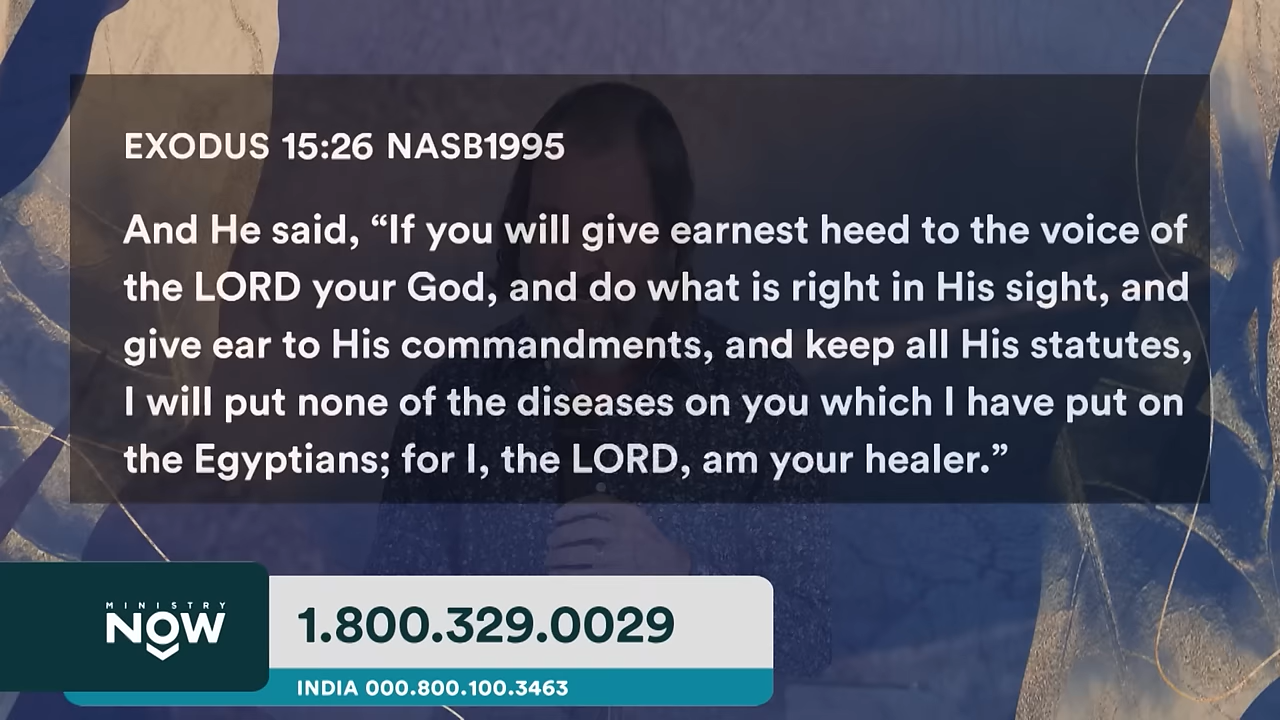 EXODUS 15:26 NASB1995
And He said, “If you will give earnest heed to the voice of
the LORD your God, and do what is right in His sight, and
give ear to His commandments, and keep all His statutes,
I will put none of the diseases on you which I have put on
the Egyptians; for I, the LORD, am your healer.”
MINISTRY
NOW
1.800.329.0029
INDIA 000.800.100.3463